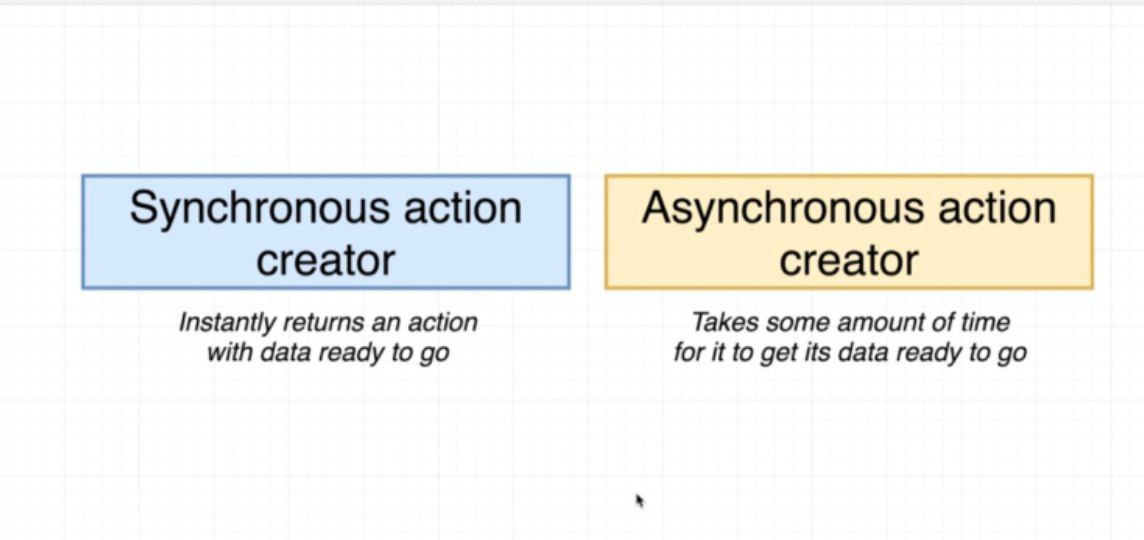 Synchronous action
creator
Instantly returns an action
with data ready to go
Asynchronous action
creator
Takes some amount of time
for it to get its data ready to go